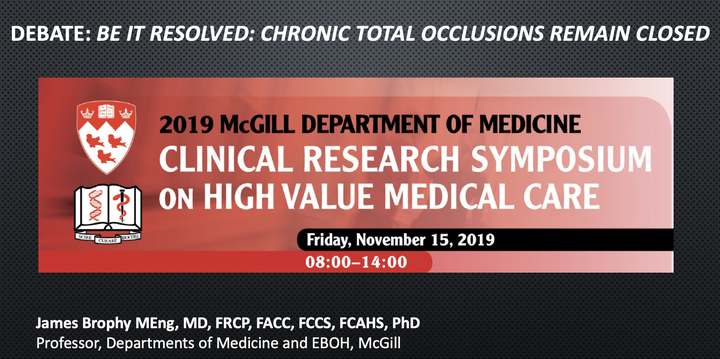 DEBATE: BE IT RESOLVED: CHRONIC TOTAL OCCLUSIONS REMAIN CLOSED
2019 McGILL DEPARTMENT OF MEDICINE
CLINICAL RESEARCH SYMPOSIUM
ON HIGH VALUE MEDICAL CARE
Friday, November 15, 2019
08:00–14:00
James Brophy MEng, MD, FRCP, FACC, FCCS, FCAHS, PhD
Professor, Departments of Medicine and EBOH, McGill